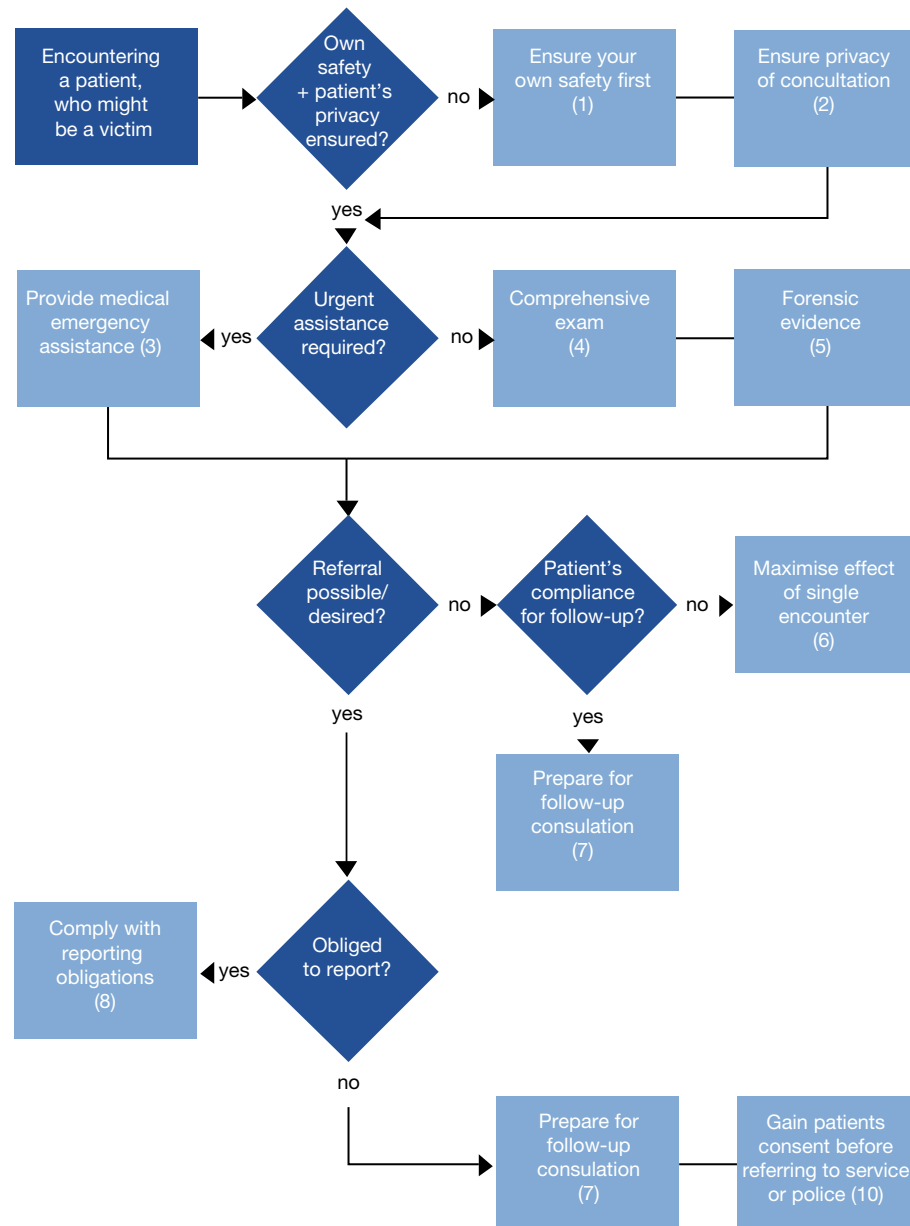 Encountering
a patient,
who might
be a victim
Own
safety
+ patient's
privacy
ensured?
no
Ensure your
own safety first
(1)
Ensure privacy
of concultation
(2)
yes
Provide medical
emergency
assistance (3)
yes
Urgent
assistance
required?
no
Comprehensive
exam
(4)
Forensic
evidence
(5)
Referral
possible/
desired?
no
Patient's
compliance
for follow-up?
no
Maximise effect
of single
encounter
(6)
yes
yes
Prepare for
follow-up
consulation
(7)
Comply with
reporting
obligations
(8)
yes
Obliged
to report?
no
Prepare for
follow-up
consulation
(7)
Gain patients
consent before
referring to service
or police (10)